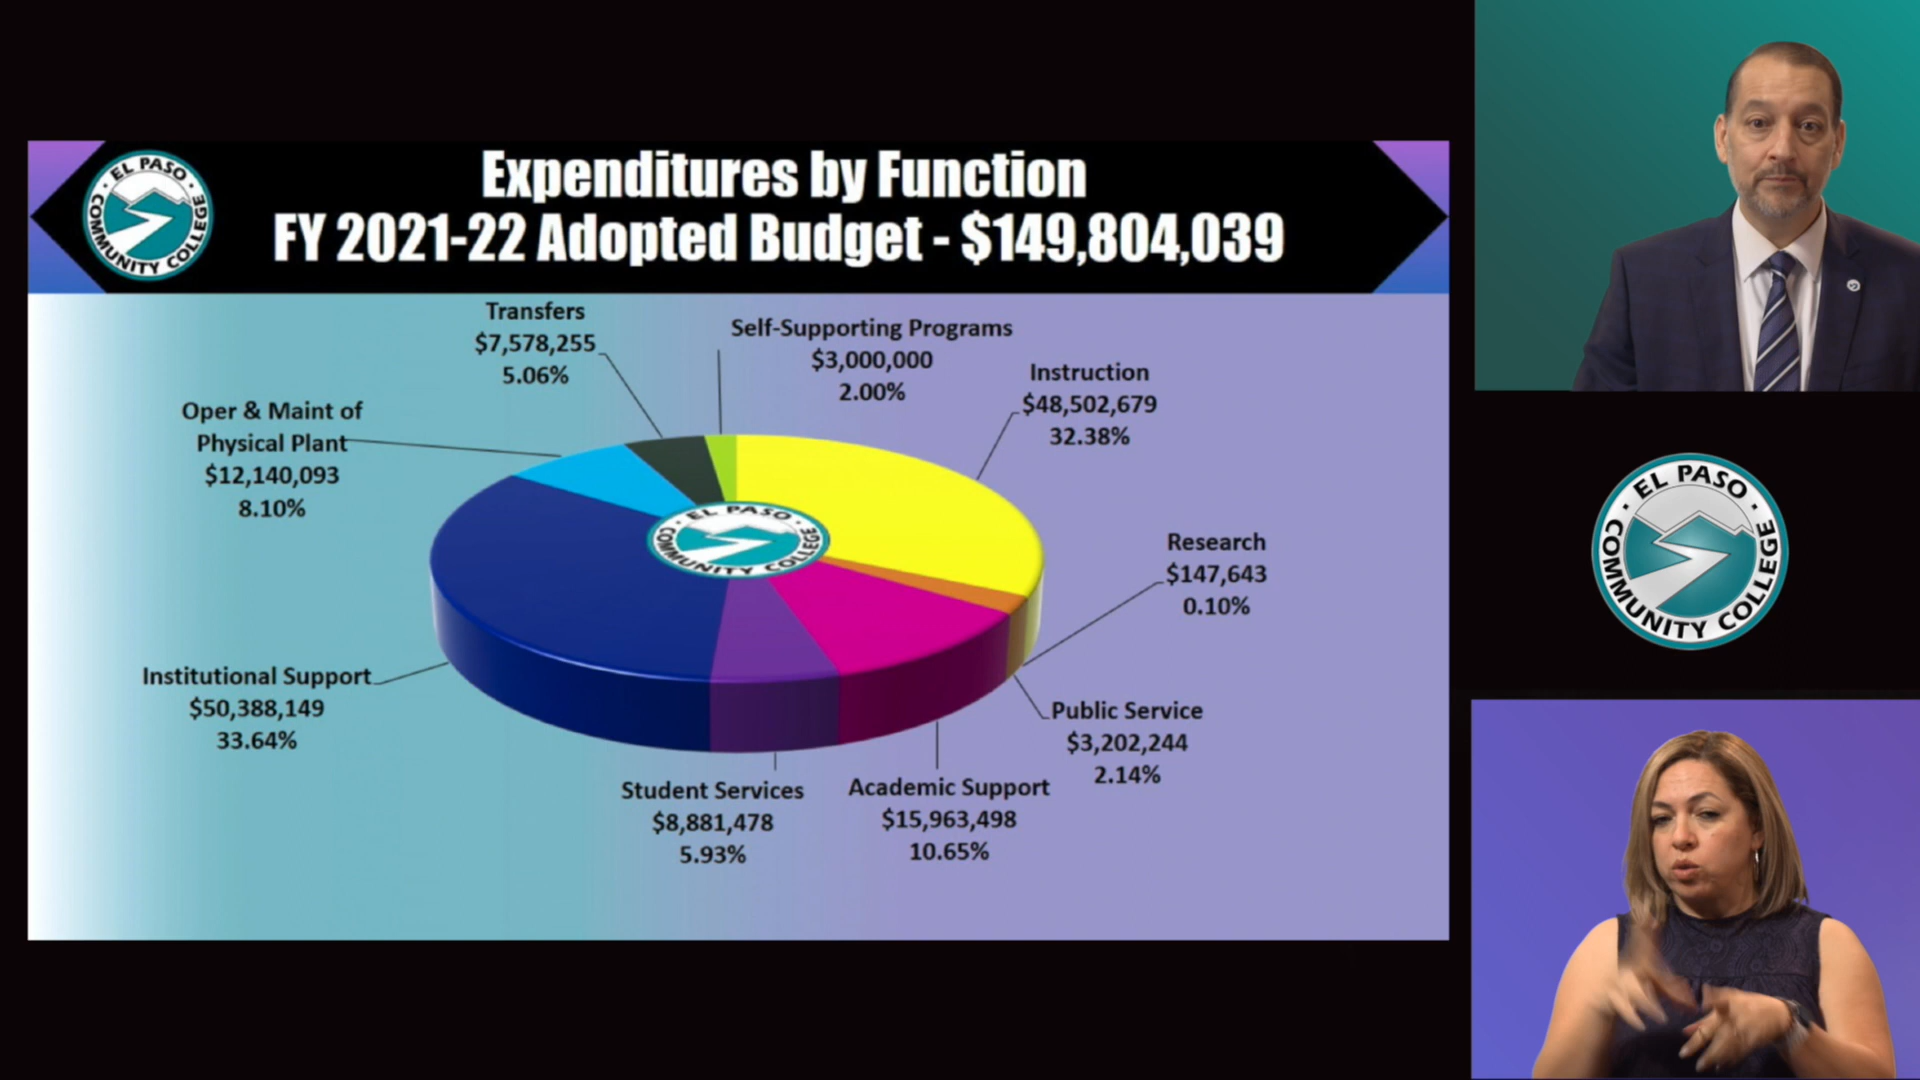 Expenditures by Function
FY 2021-22 Adopted Budget - $149,804,039
EL PASO
COMMUNITY COLLEGE
Transfers
$7,578,255
5.06%
Self-Supporting Programs
$3,000,000
2.00%
Instruction
$48,502,679
32.38%
Oper & Maint of
Physical Plant
$12,140,093
8.10%
Research
$147,643
0.10%
EL PASO
COMMUNITY COLLEGE
Institutional Support
$50,388,149
33.64%
Public Service
$3,202,244
2.14%
Student Services
$8,881,478
5.93%
Academic Support
$15,963,498
10.65%
EL PASO
COMMUNITY COLLEGE